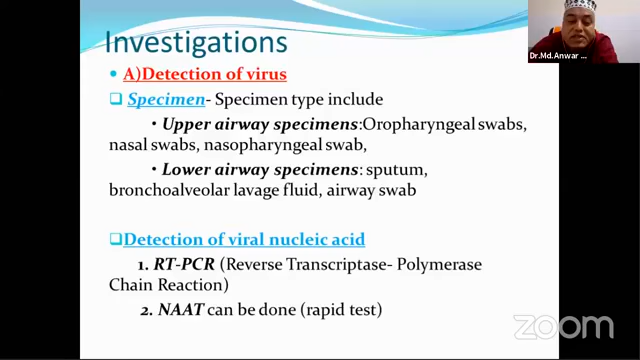 Investigations
• A)Detection of virus
Specimen- Specimen type include
• Upper airway specimens:Oropharyngeal swabs,
nasal swabs, nasopharyngeal swab,
• Lower airway specimens: sputum,
bronchoalveolar lavage fluid, airway swab
Detection of viral nucleic acid
1. RT-PCR (Reverse Transcriptase- Polymerase
Chain Reaction)
2. NAAT can be done (rapid test)
Dr.Md.Anwar ...
zoom